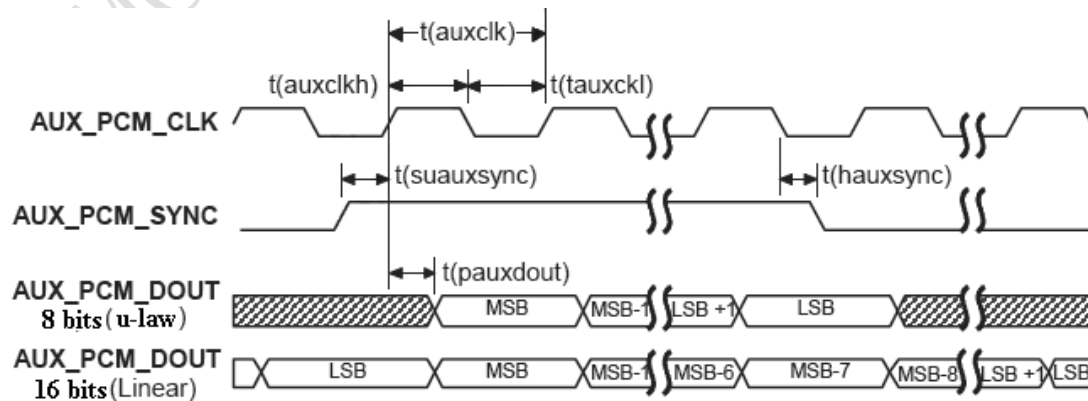 t(auxclk)
t(auxclkh) t(tauxckl)
AUX_PCM_CLK
t(suauxsync) t(hauxsync)
AUX_PCM_SYNC
t(pauxdout)
AUX_PCM_DOUT
8 bits(u-law) MSB MSB-1 LSB +1 LSB
AUX_PCM_DOUT
16 bits(Linear) LSB MSB MSB-1 MSB-6 MSB-7 MSB-8 LSB +1 LSB